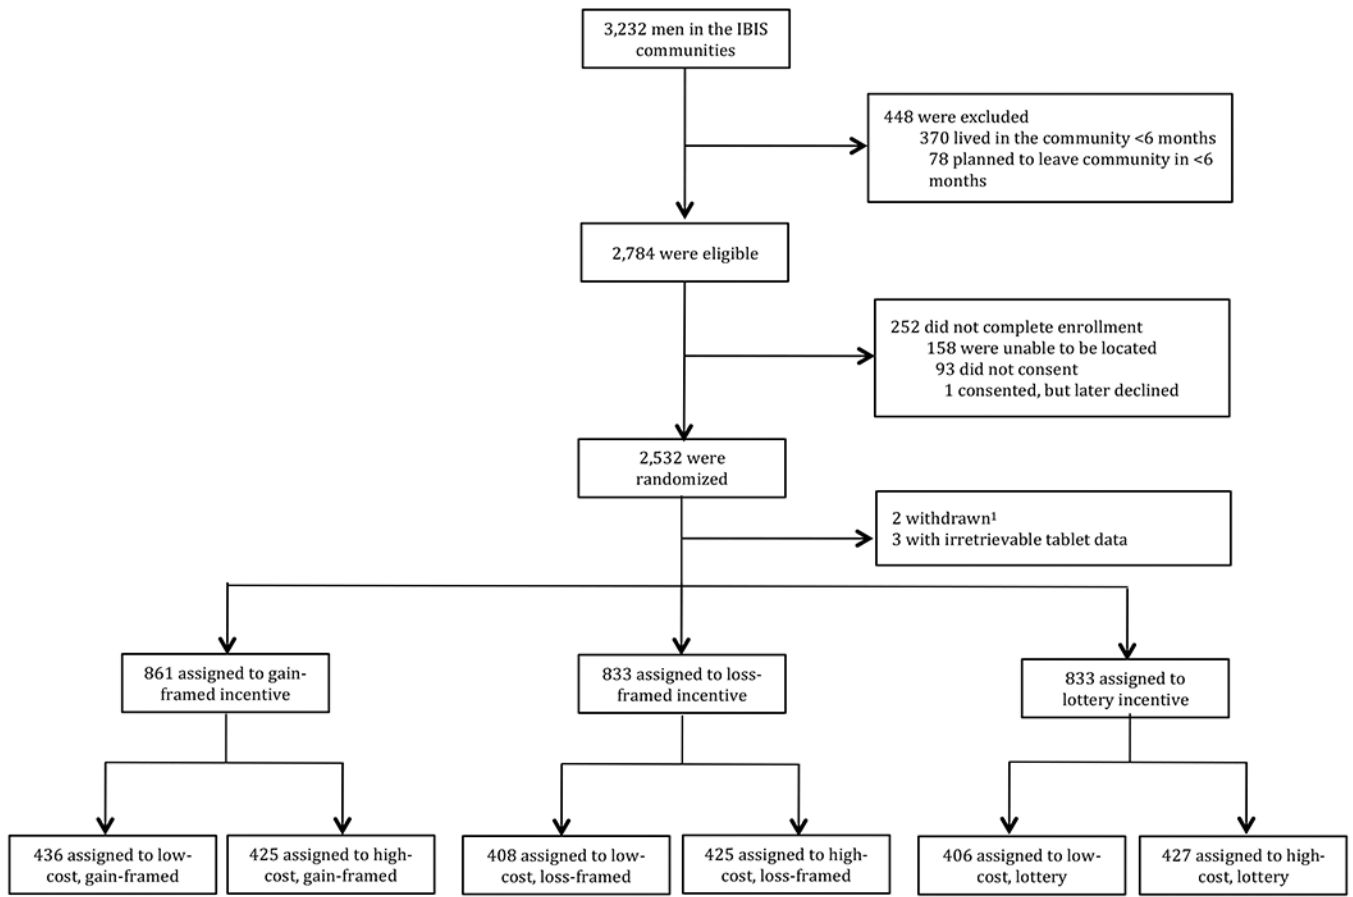 3,232 men in the IBIS
communities
448 were excluded
370 lived in the community <6 months
78 planned to leave community in <6
months
2,784 were eligible
252 did not complete enrollment
158 were unable to be located
93 did not consent
1 consented, but later declined
2,532 were
randomized
2 withdrawn¹
3 with irretrievable tablet data
861 assigned to gain-
framed incentive
833 assigned to loss-
framed incentive
833 assigned to
lottery incentive
436 assigned to low-
cost, gain-framed
425 assigned to high-
cost, gain-framed
408 assigned to low-
cost, loss-framed
425 assigned to high-
cost, loss-framed
406 assigned to low-
cost, lottery
427 assigned to high-
cost, lottery